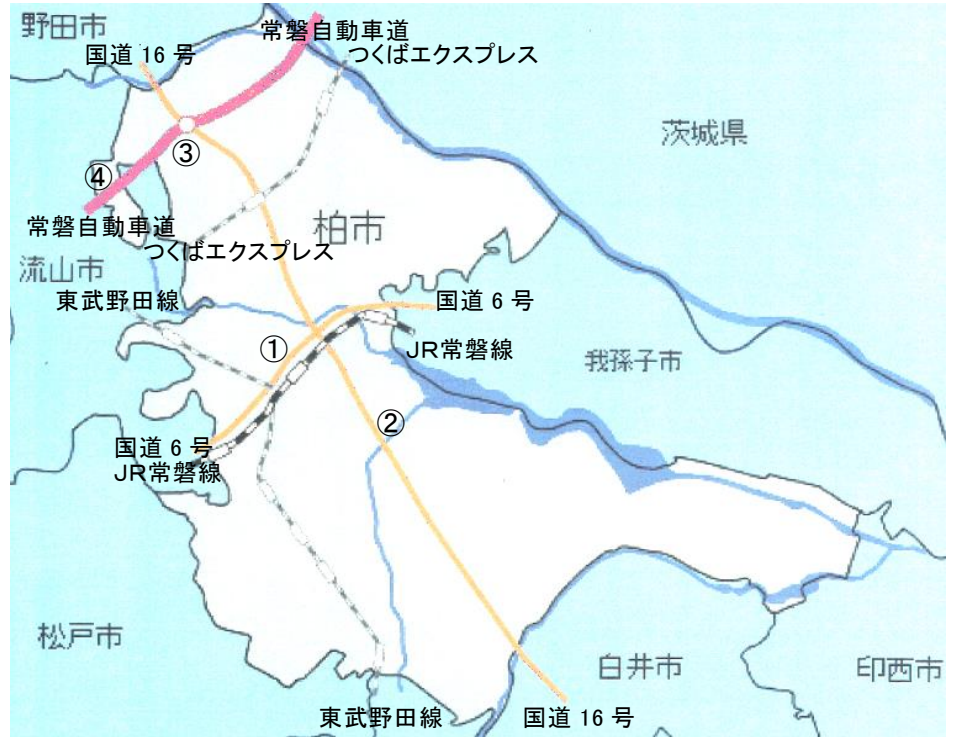 野田市
常磐自動車道
国道 16 号
つくばエクスプレス
茨城県
③
④
常磐自動車道
柏市
つくばエクスプレス
流山市
東武野田線
国道 6 号
①
JR常磐線
我孫子市
②
国道 6 号
JR常磐線
松戸市
白井市
印西市
東武野田線
国道 16 号